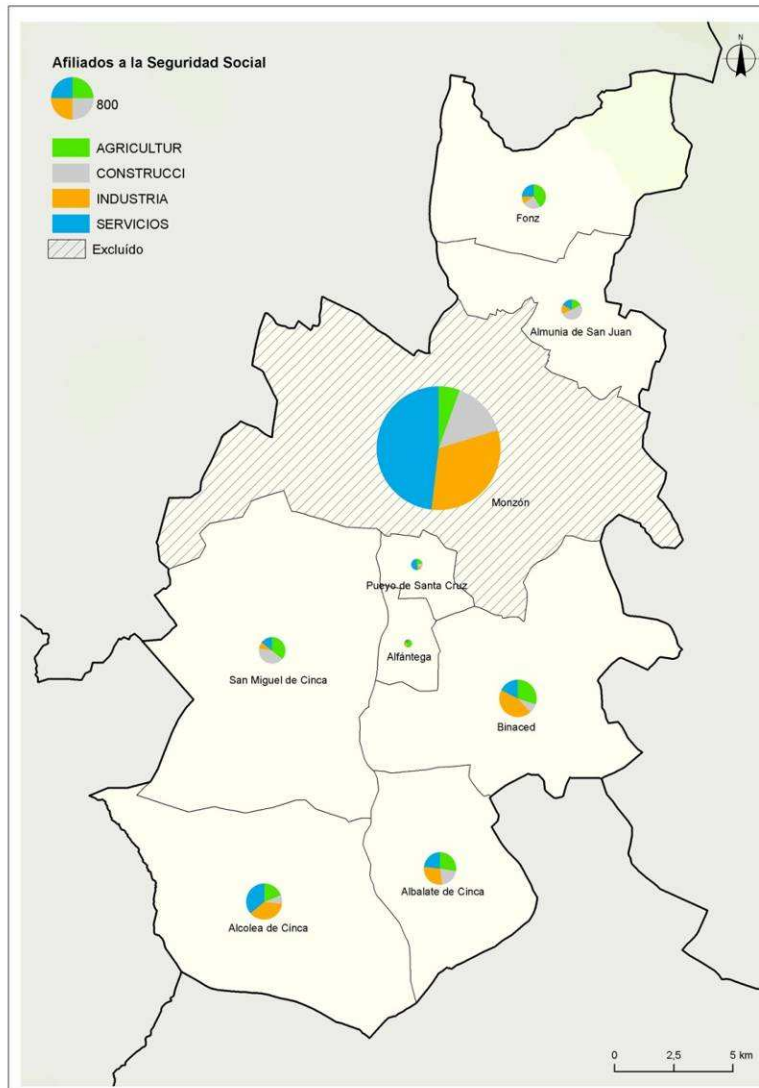 Afiliados a la Seguridad Social
800
AGRICULTUR
CONSTRUCCI
INDUSTRIA
SERVICIOS
Excluído
N
Fonz
Almunia de San Juan
Monzón
Pueyo de Santa Cruz
Alfántega
San Miguel de Cinca
Binaced
Albalate de Cinca
Alcolea de Cinca
0 2,5 5 km